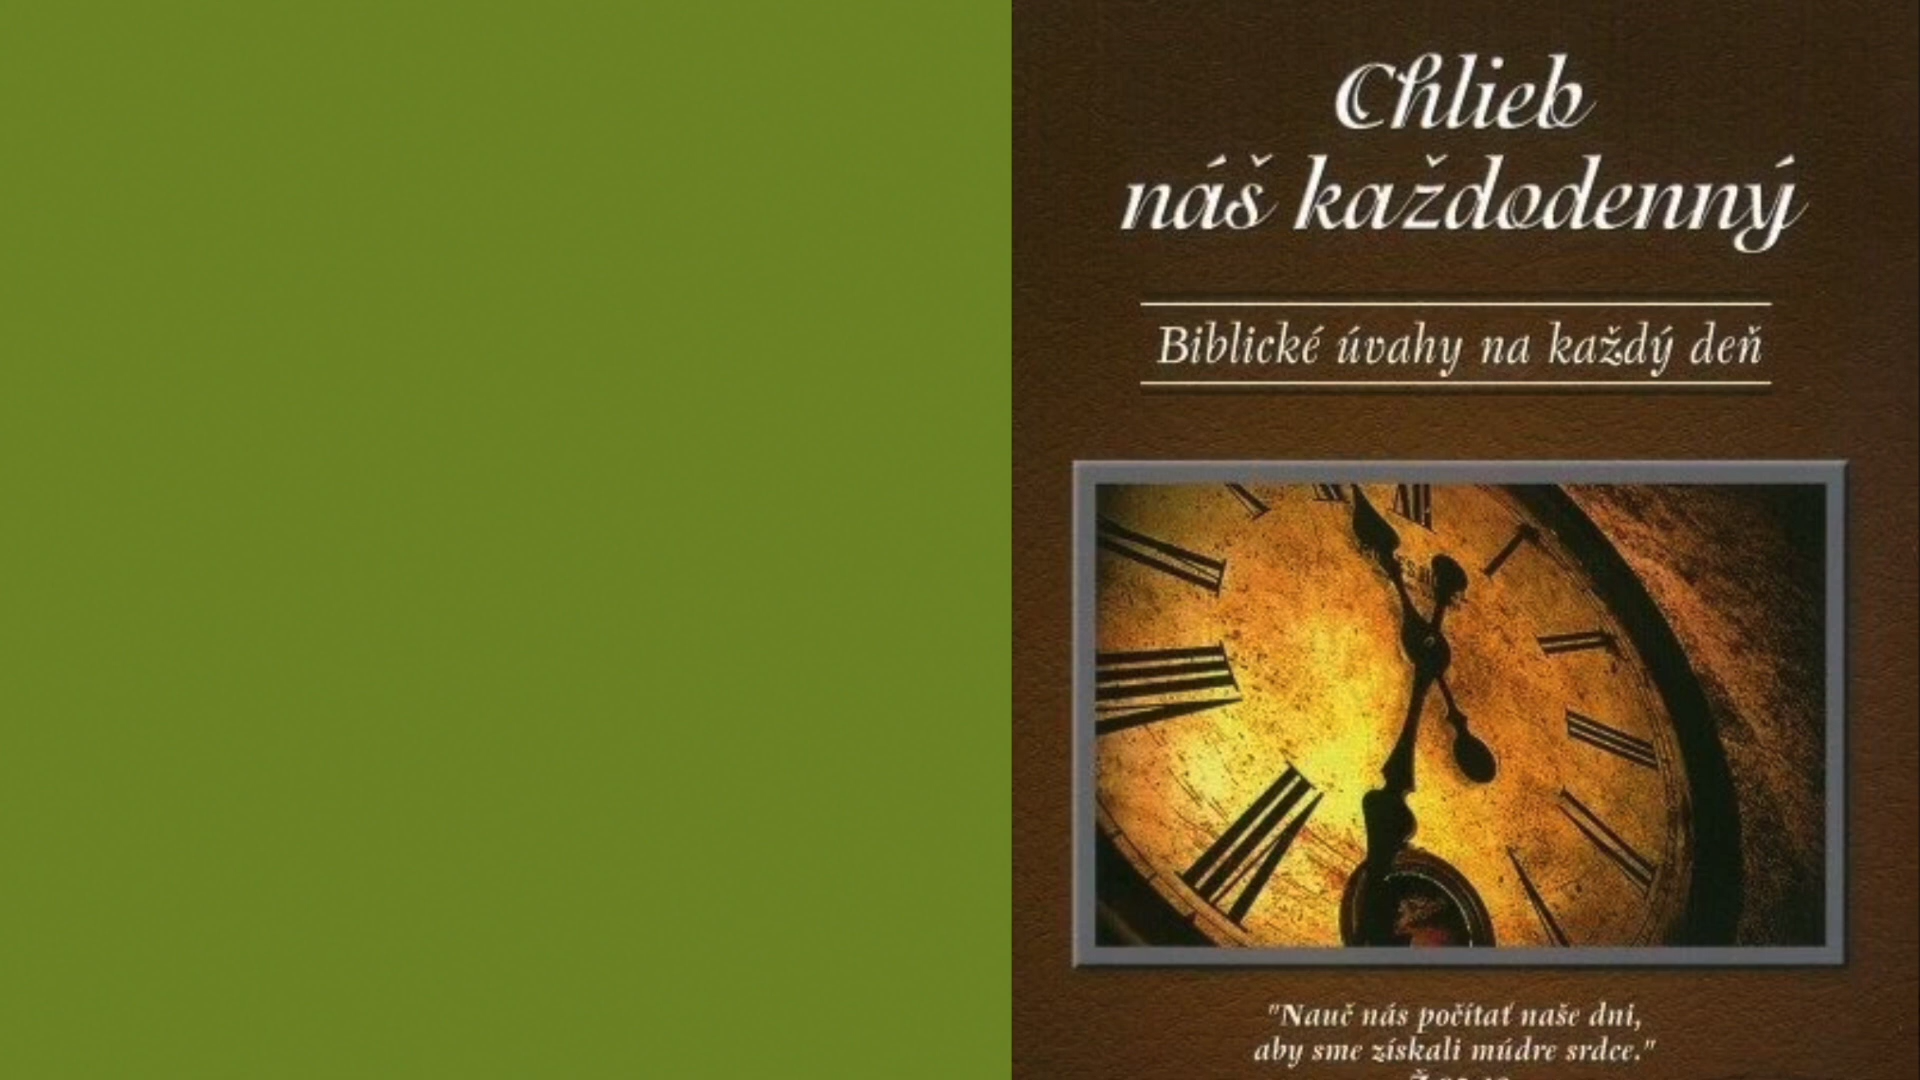 Chlieb
náš každodenný
Biblické úvahy na každý deň
"Nauč nás počítať naše dni,
aby sme získali múdre srdce."